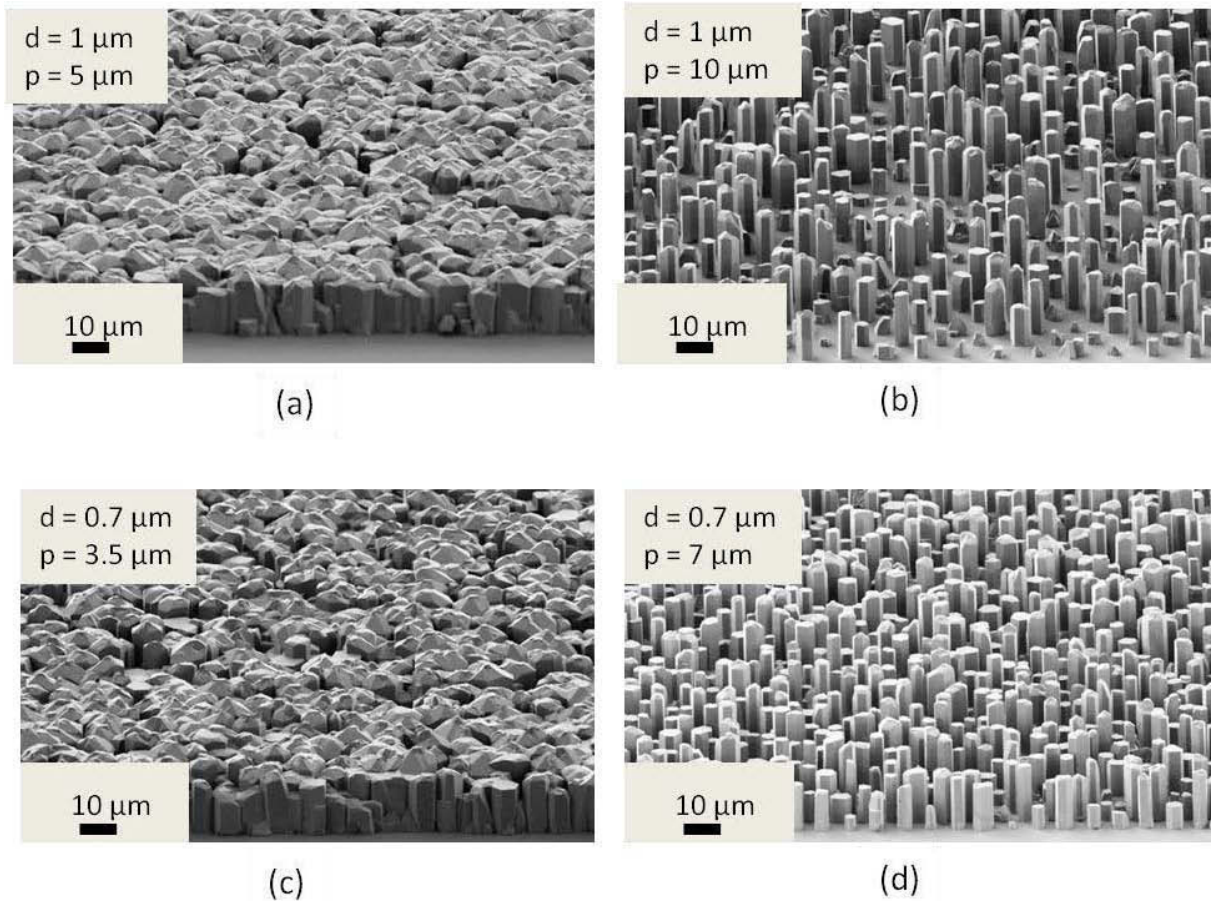 d = 1 μm
p = 5 μm
10 μm
(a)
d = 1 μm
p = 10 μm
10 μm
(b)
d = 0.7 μm
p = 3.5 μm
10 μm
(c)
d = 0.7 μm
p = 7 μm
10 μm
(d)